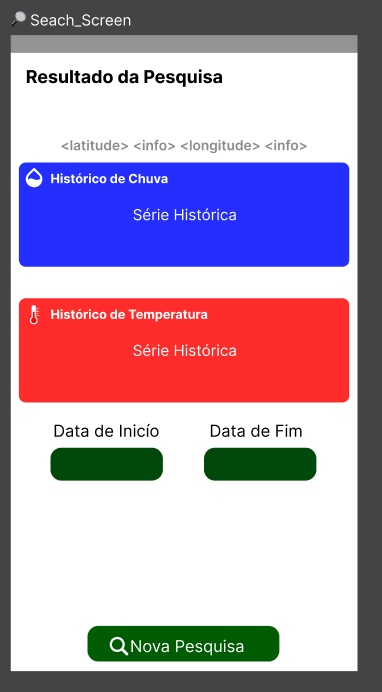 Seach_Screen
Resultado da Pesquisa
<latitude> <info> <longitude> <info>
Histórico de Chuva
Série Histórica
Histórico de Temperatura
Série Histórica
Data de Inicío Data de Fim
Nova Pesquisa